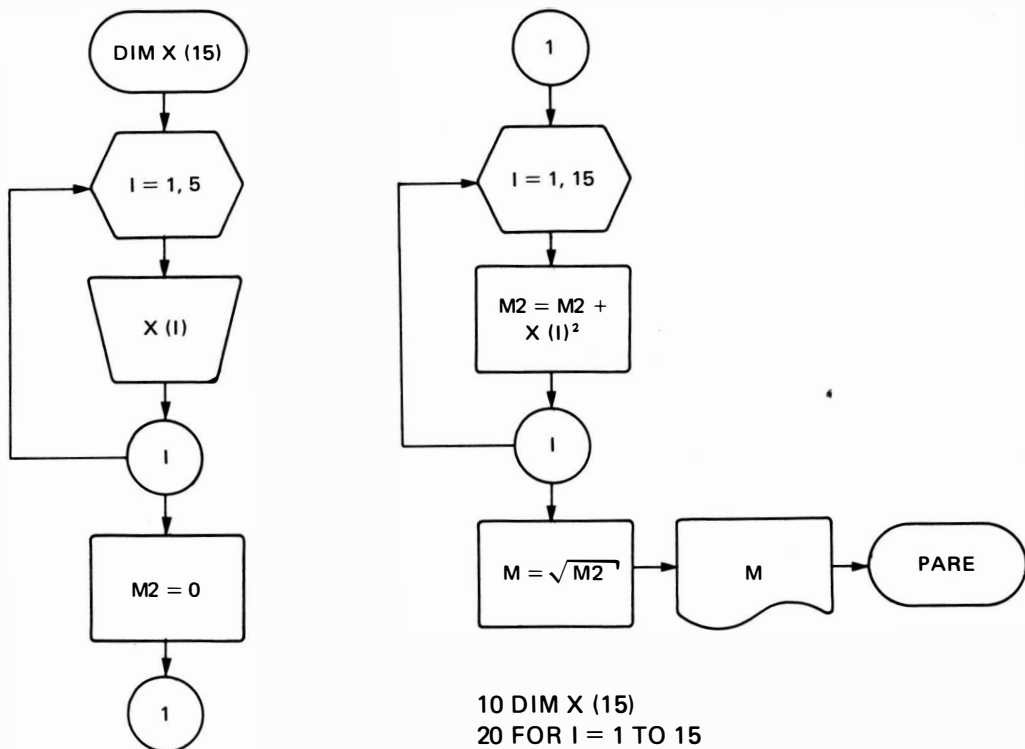 DIM X (15)
I = 1, 5
X (I)
I
M2 = 0
1
1
I = 1, 15
M2 = M2 +
X (I)²
I
M = √M2
M
PARE
10 DIM X (15)
20 FOR I = 1 TO 15